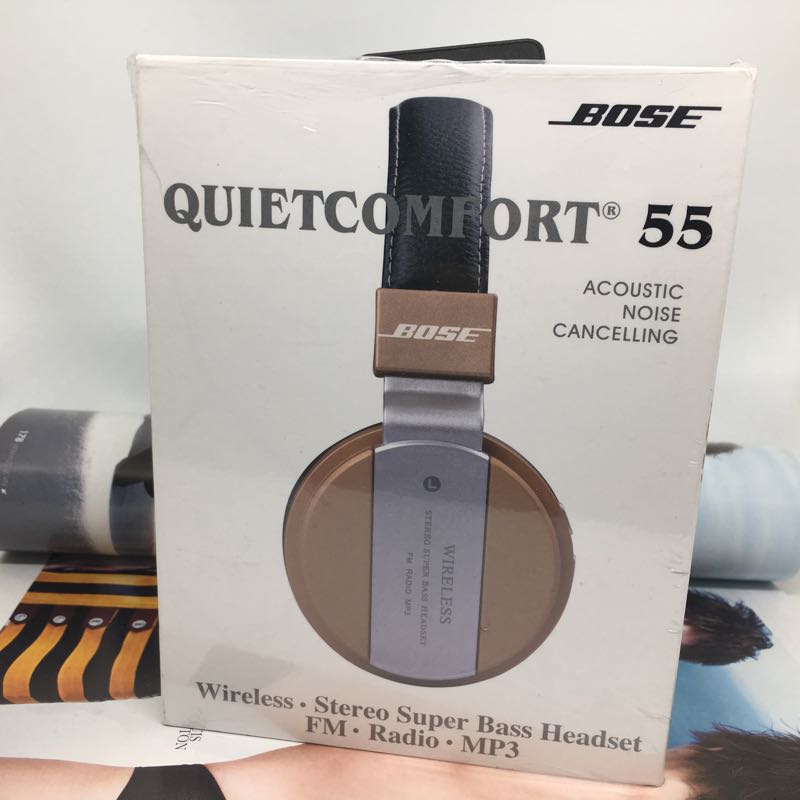 BOSE
QUIETCOMFORT® 55
ACOUSTIC
NOISE
CANCELLING
BOSE
L
WIRELESS
STEREO SUPER BASS HEADSET
FM RADIO MP3
Wireless · Stereo Super Bass Headset
FM · Radio · MP3
178